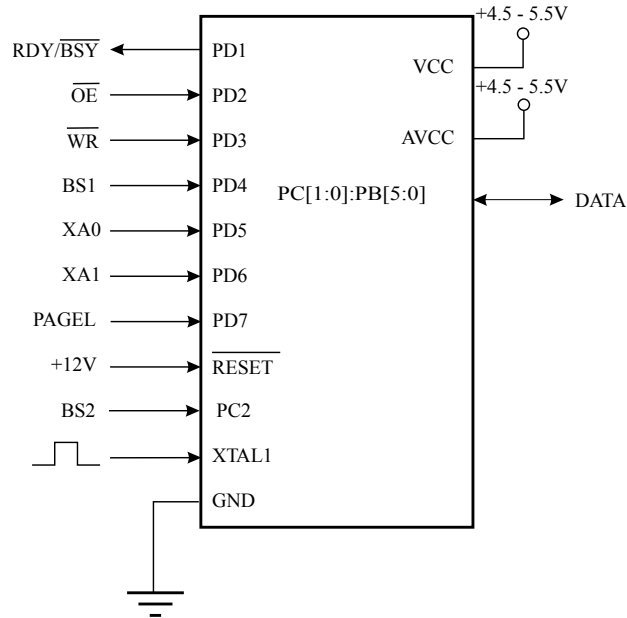 RDY/BSY PD1
OE PD2
WR PD3
BS1 PD4
XA0 PD5
XA1 PD6
PAGEL PD7
+12V RESET
BS2 PC2
XTAL1
GND
+4.5 - 5.5V
VCC
+4.5 - 5.5V
AVCC
PC[1:0]:PB[5:0] DATA